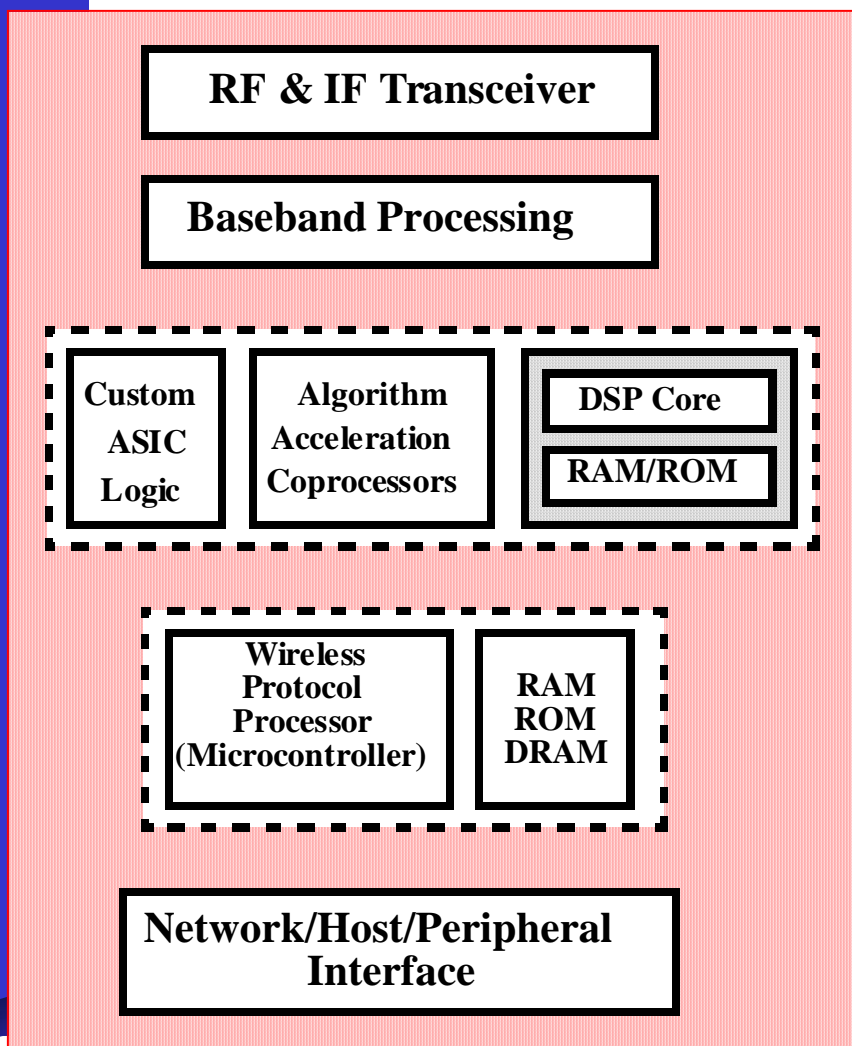 RF & IF Transceiver
Baseband Processing
Custom
ASIC
Logic
Algorithm
Acceleration
Coprocessors
DSP Core
RAM/ROM
Wireless
Protocol
Processor
(Microcontroller)
RAM
ROM
DRAM
Network/Host/Peripheral
Interface